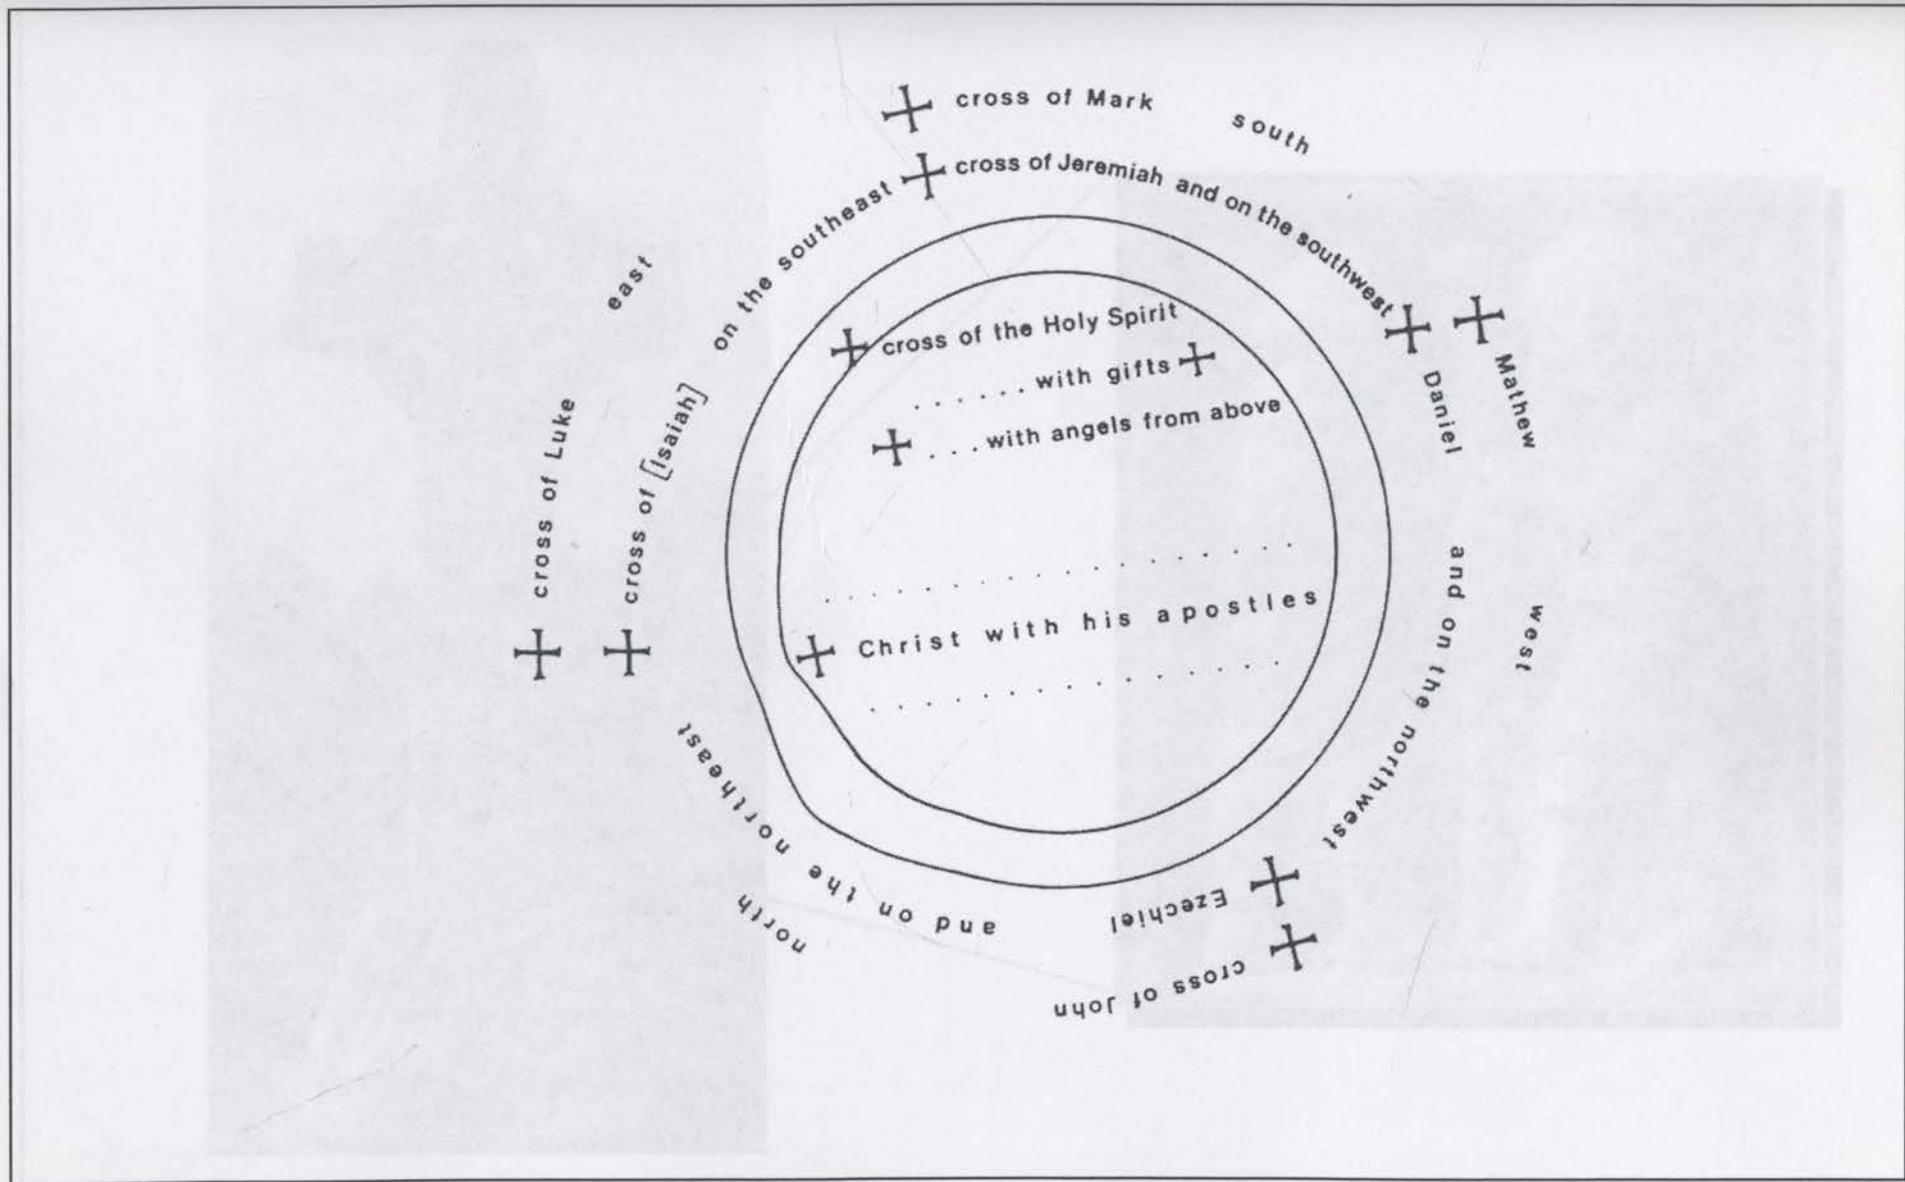 cross of Mark south
cross of Jeremiah and on the southwest
Mathew west
Daniel and on the northwest
cross of John north
Ezechiel and on the northeast
cross of Luke east
cross of [Isaiah] on the southeast
cross of the Holy Spirit
. . . . . . with gifts
. . . with angels from above
Christ with his apostles